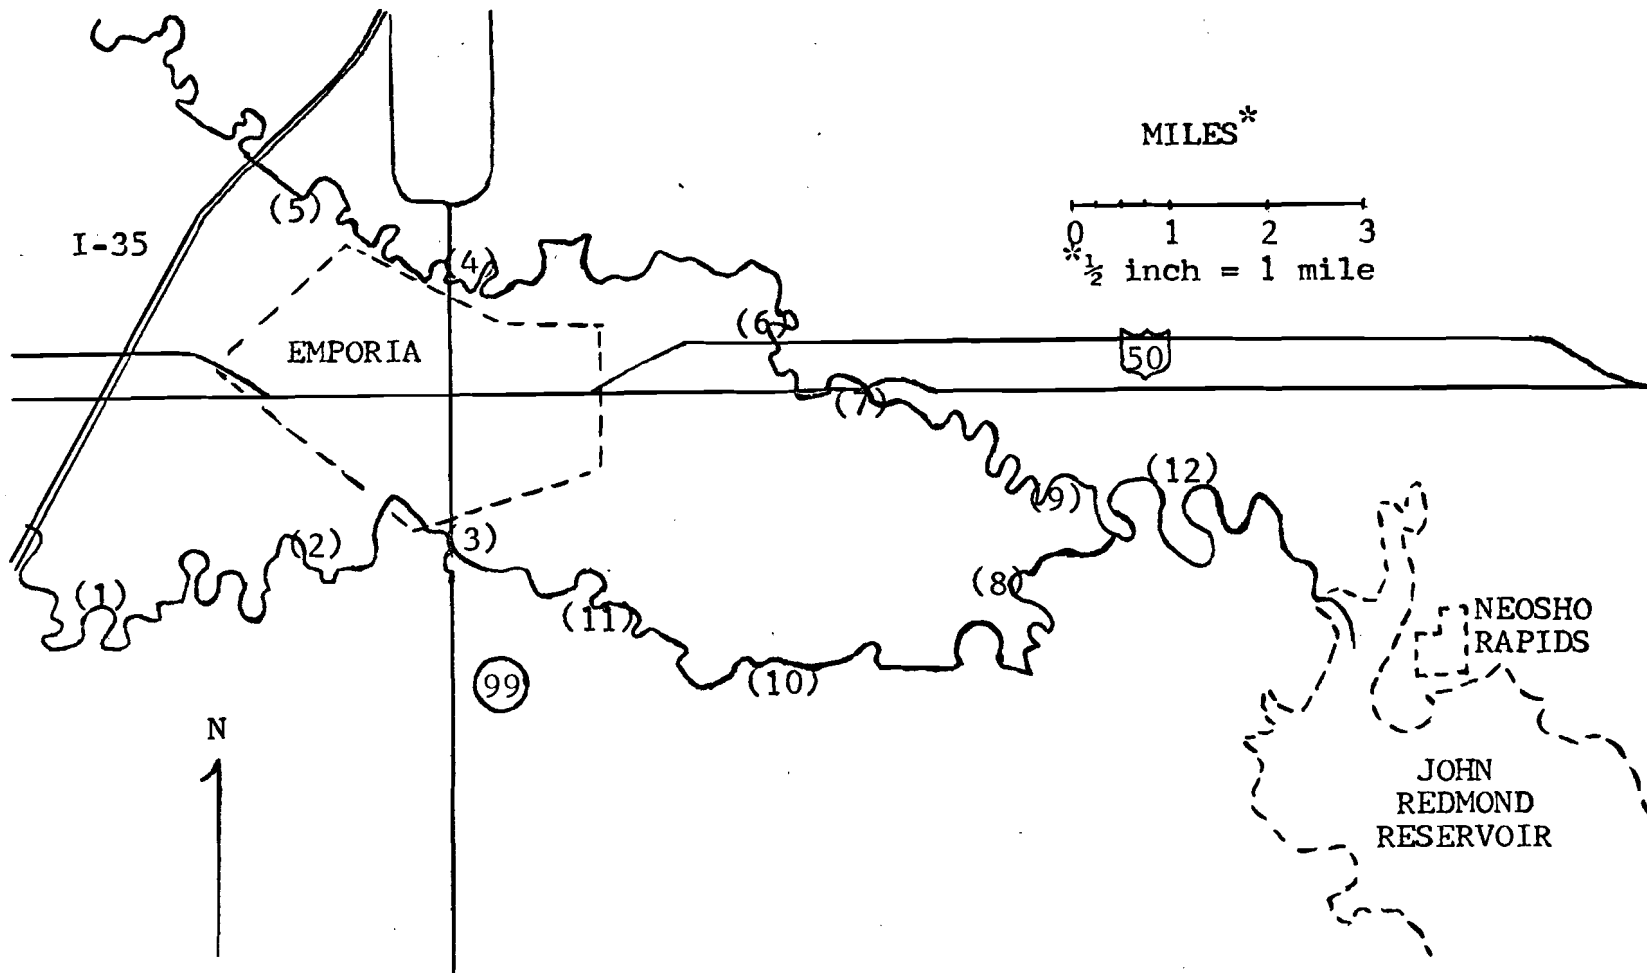 MILES*
0 1 2 3
*½ inch = 1 mile
(5)
I-35
(4)
(6)
EMPORIA
50
(7)
(12)
(9)
(2)
(3)
(8)
(1)
(11)
NEOSHO
RAPIDS
(10)
99
N
JOHN
REDMOND
RESERVOIR